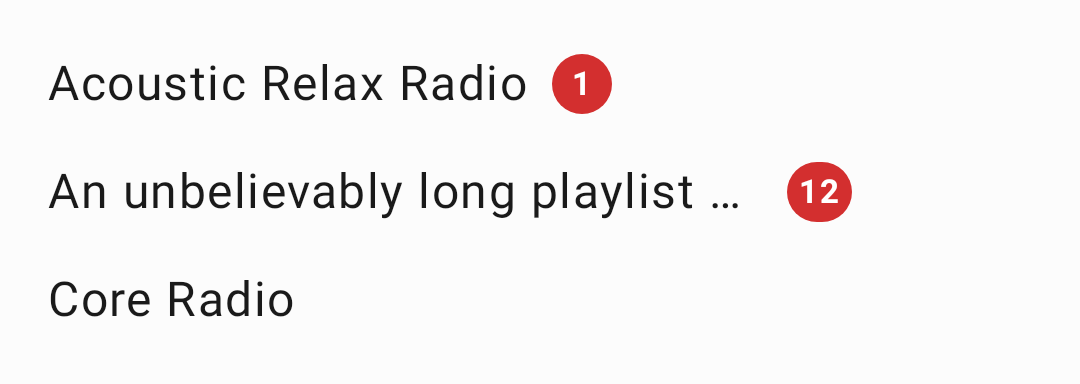 Acoustic Relax Radio 1
An unbelievably long playlist … 12
Core Radio